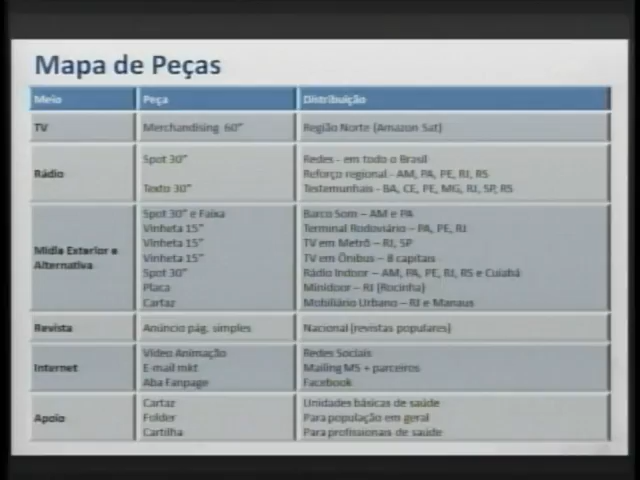 Mapa de Peças
Meio Peça Distribuição
TV Merchandising 60" Região Norte (Amazon Sat)
Rádio
Spot 30" Redes - em todo o Brasil
Reforço regional - AM, PA, PE, RJ, RS
Texto 30" Testemunhais - BA, CE, PE, MG, RJ, SP, RS
Mídia Exterior e Alternativa
Spot 30" e Faixa Barco Som – AM e PA
Vinheta 15" Terminal Rodoviário – PA, PE, RJ
Vinheta 15" TV em Metrô – RJ, SP
Vinheta 15" TV em Ônibus – 8 capitais
Spot 30" Rádio Indoor – AM, PA, PE, RJ, RS e Cuiabá
Placa Minidoor – RJ (Rocinha)
Cartaz Mobiliário Urbano – RJ e Manaus
Revista Anúncio pág. simples Nacional (revistas populares)
Internet
Vídeo Animação Redes Sociais
E-mail mkt Mailing MS + parceiros
Aba Fanpage Facebook
Apoio
Cartaz Unidades básicas de saúde
Folder Para população em geral
Cartilha Para profissionais de saúde